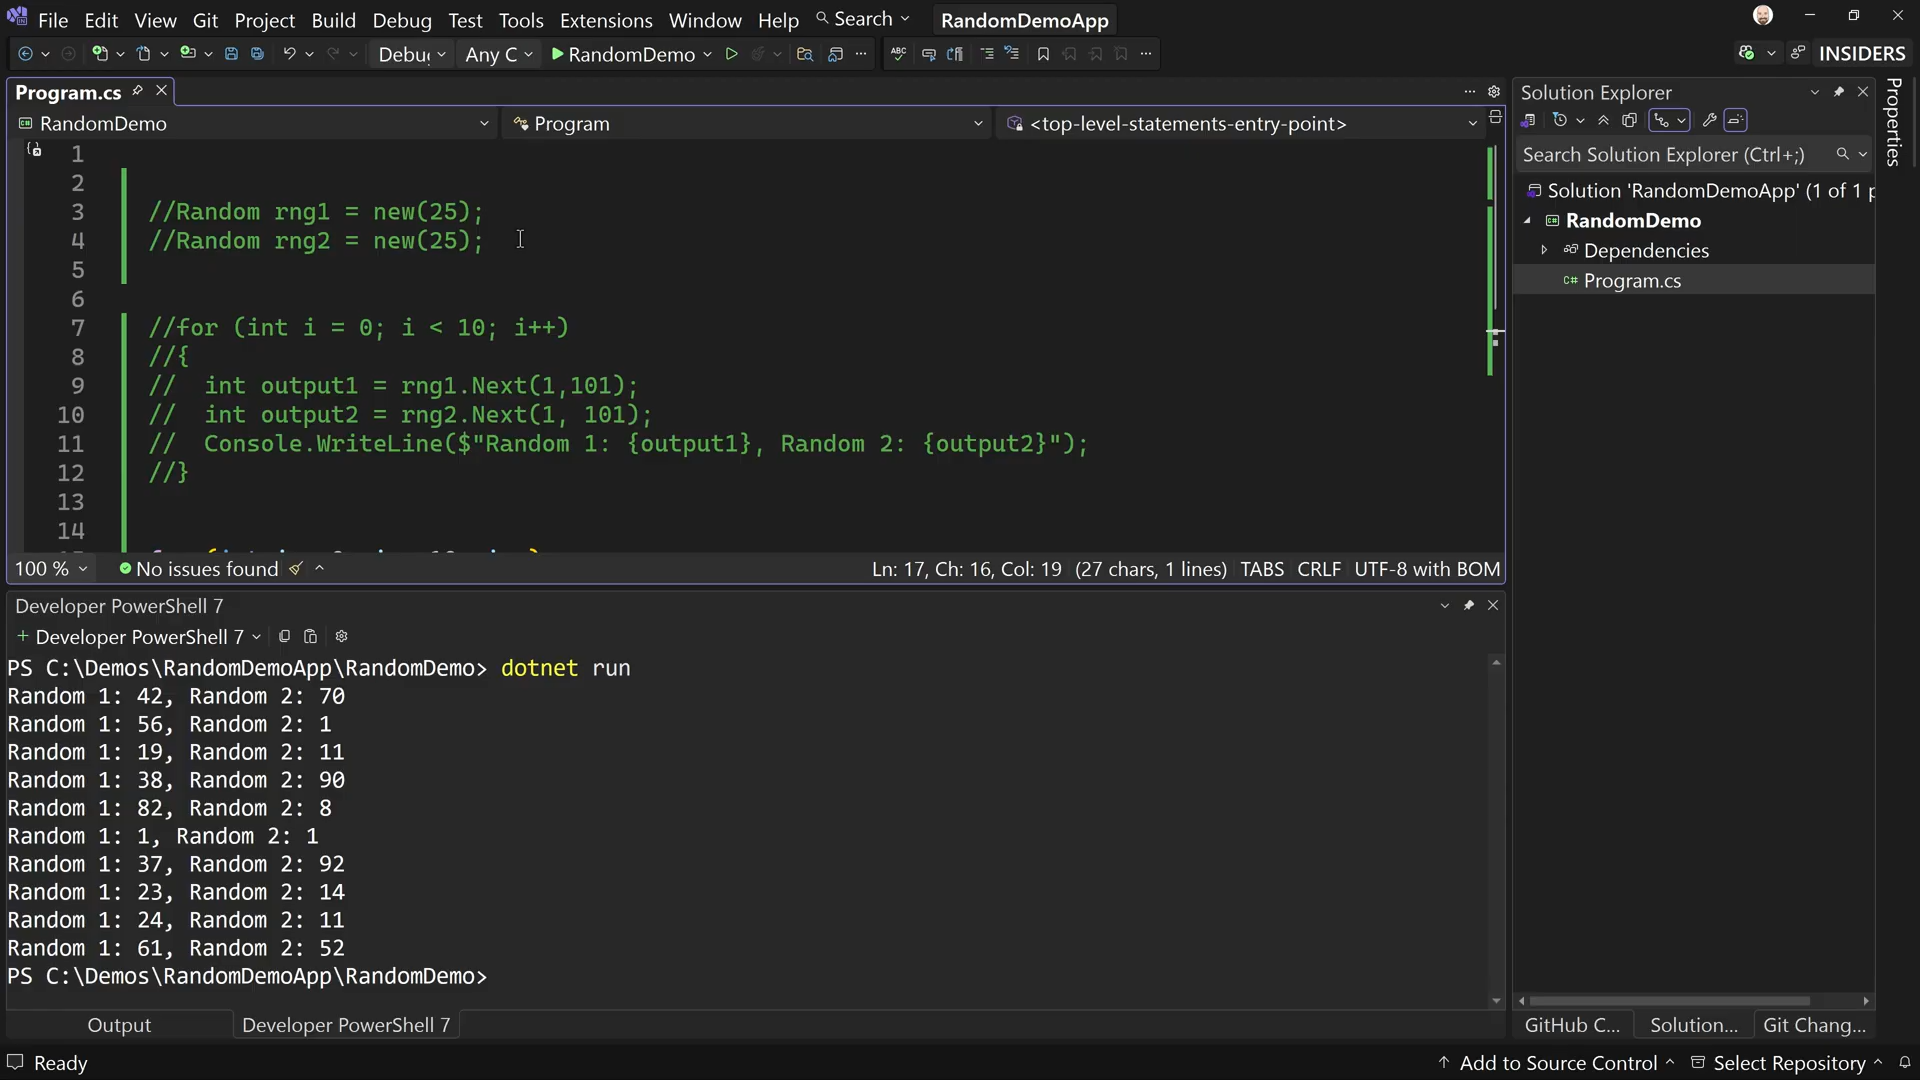 File Edit View Git Project Build Debug Test Tools Extensions Window Help Search RandomDemoApp
Debug Any C RandomDemo INSIDERS
Program.cs
RandomDemo Program <top-level-statements-entry-point>
1
2
3 //Random rng1 = new(25);
4 //Random rng2 = new(25);
5
6
7 //for (int i = 0; i < 10; i++)
8 //{
9 // int output1 = rng1.Next(1,101);
10 // int output2 = rng2.Next(1, 101);
11 // Console.WriteLine($"Random 1: {output1}, Random 2: {output2}");
12 //}
13
14
100 % No issues found Ln: 17, Ch: 16, Col: 19 (27 chars, 1 lines) TABS CRLF UTF-8 with BOM
Developer PowerShell 7
+ Developer PowerShell 7
PS C:\Demos\RandomDemoApp\RandomDemo> dotnet run
Random 1: 42, Random 2: 70
Random 1: 56, Random 2: 1
Random 1: 19, Random 2: 11
Random 1: 38, Random 2: 90
Random 1: 82, Random 2: 8
Random 1: 1, Random 2: 1
Random 1: 37, Random 2: 92
Random 1: 23, Random 2: 14
Random 1: 24, Random 2: 11
Random 1: 61, Random 2: 52
PS C:\Demos\RandomDemoApp\RandomDemo>
Output Developer PowerShell 7
Solution Explorer
Search Solution Explorer (Ctrl+;)
Solution 'RandomDemoApp' (1 of 1 p
RandomDemo
Dependencies
C# Program.cs
GitHub C... Solution... Git Chang...
Properties
Ready Add to Source Control Select Repository